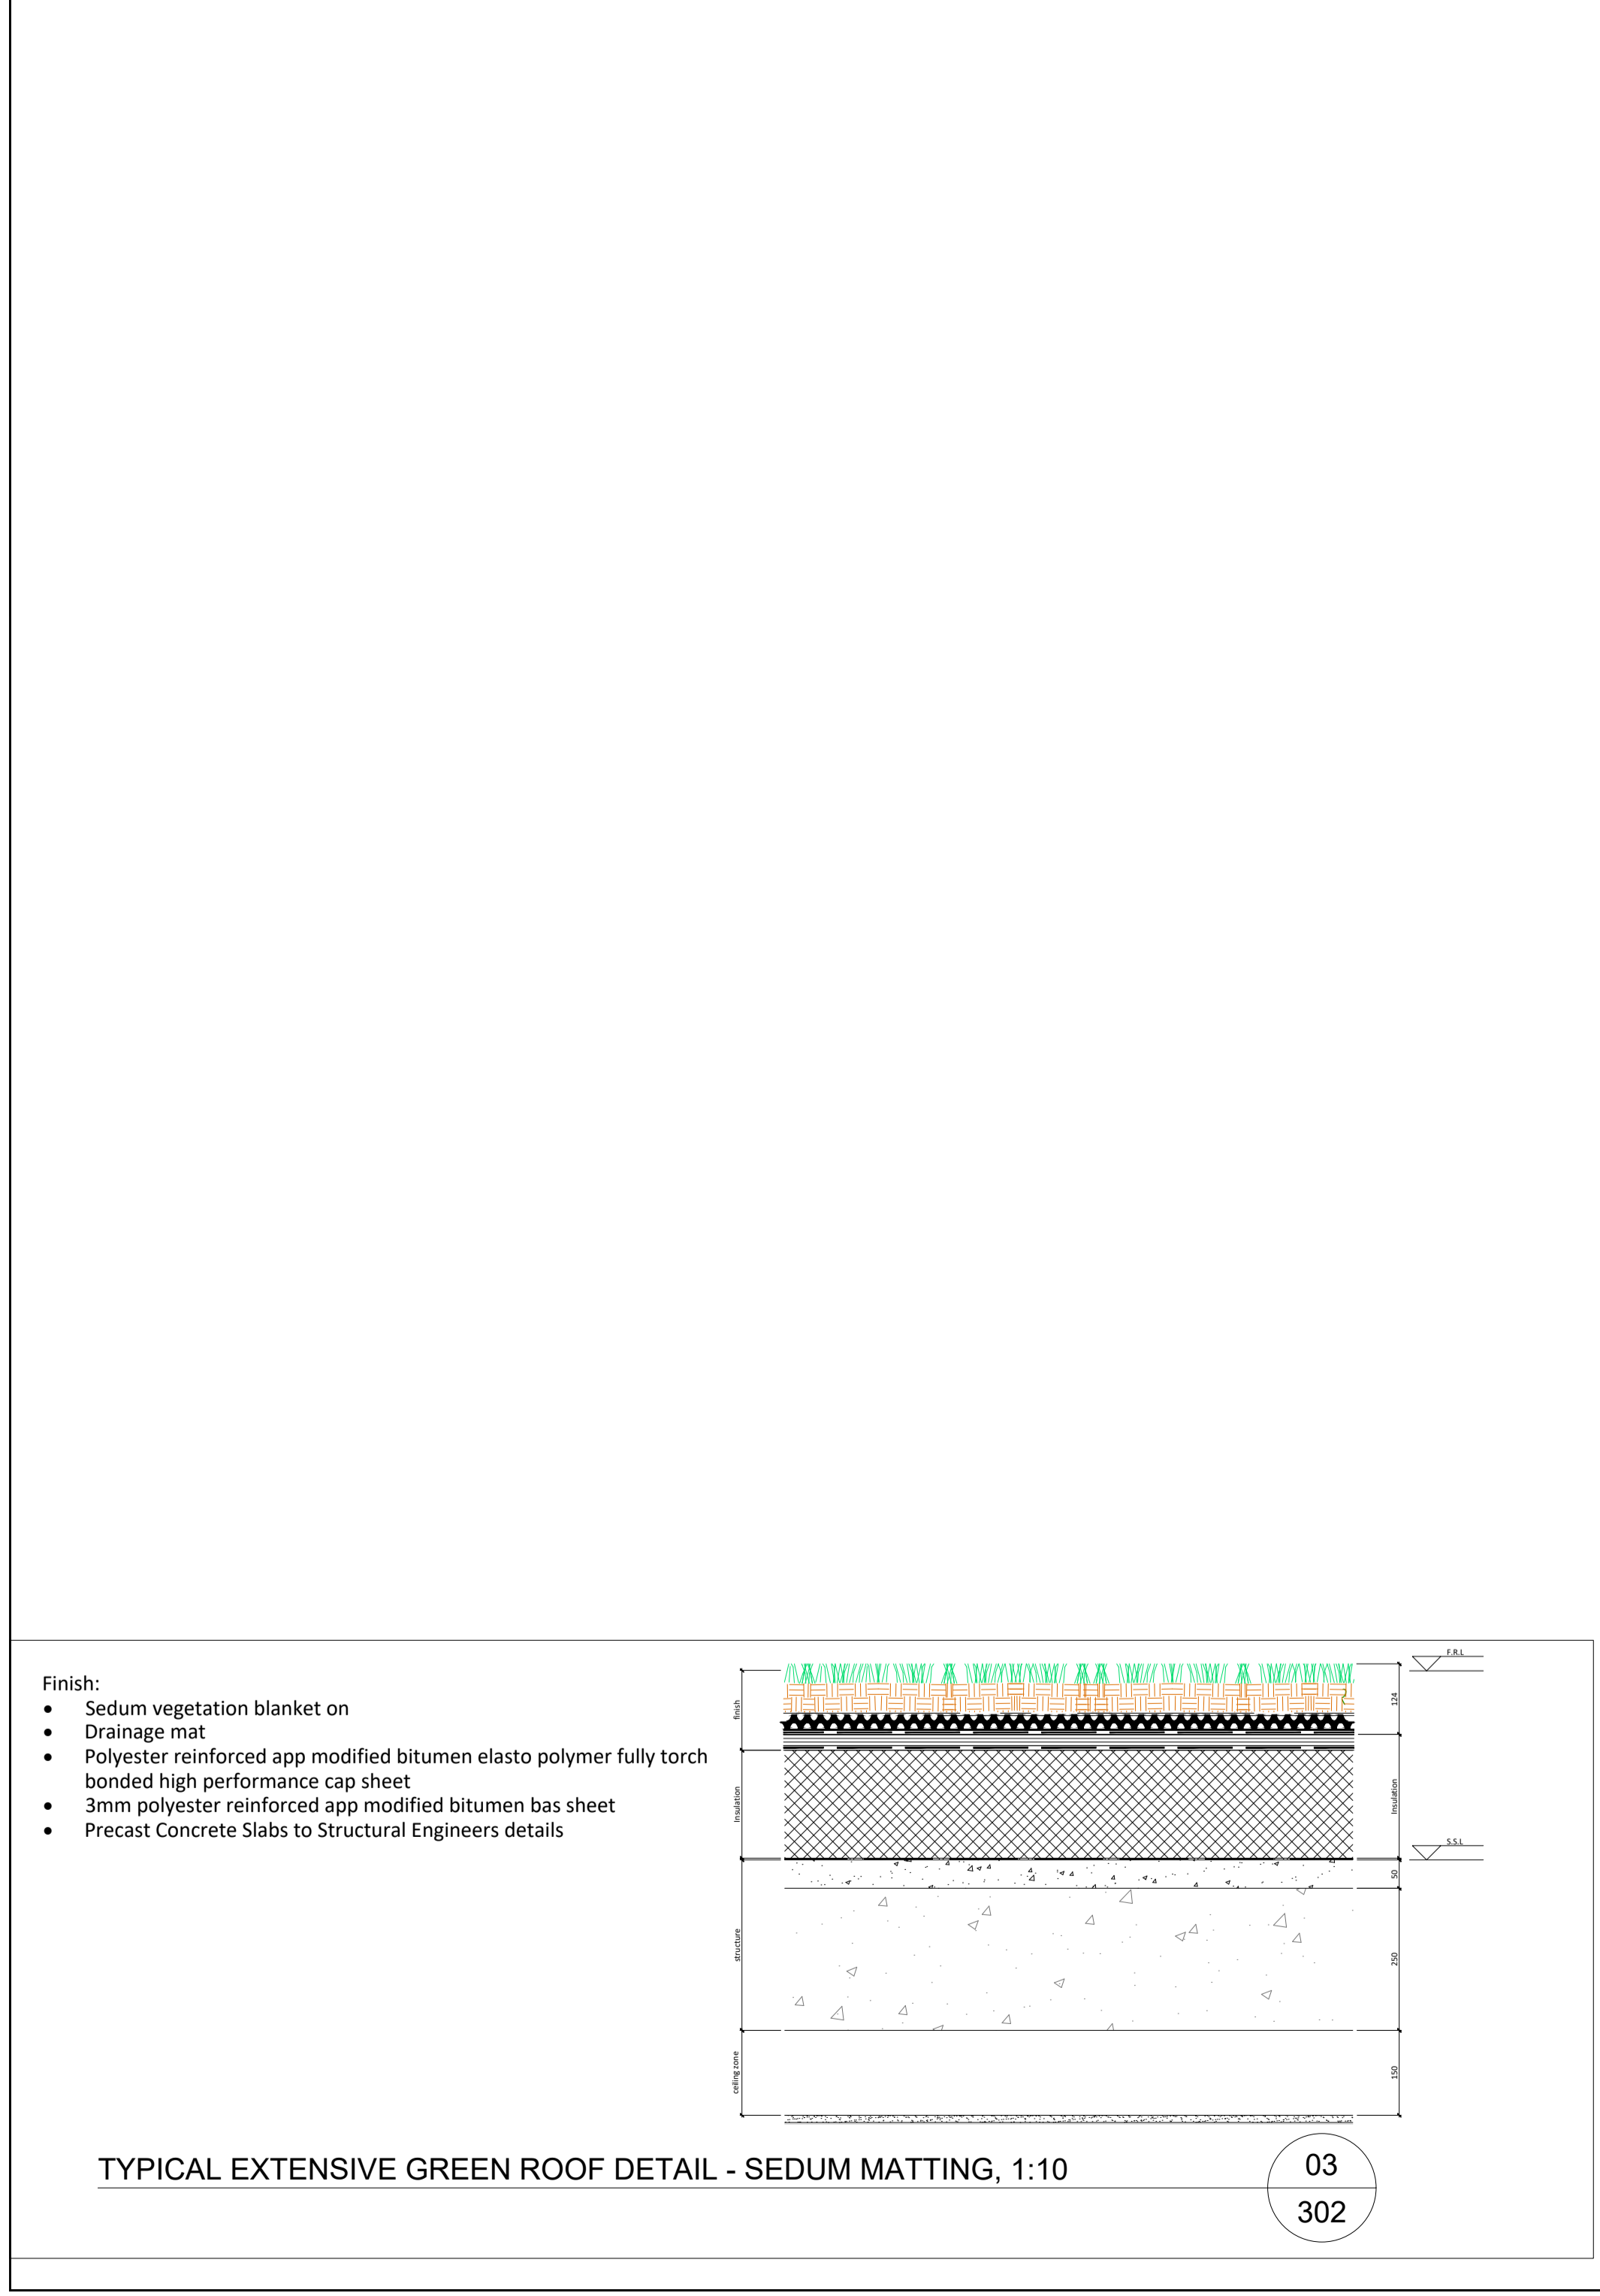 Finish:
• Sedum vegetation blanket on
• Drainage mat
• Polyester reinforced app modified bitumen elasto polymer fully torch
bonded high performance cap sheet
• 3mm polyester reinforced app modified bitumen bas sheet
• Precast Concrete Slabs to Structural Engineers details
finish
Insulation
structure
ceiling zone
124
Insulation
50
250
150
F.R.L
S.S.L
TYPICAL EXTENSIVE GREEN ROOF DETAIL - SEDUM MATTING, 1:10
03
302